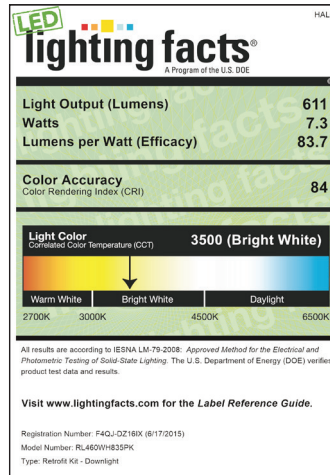 LED
HAL
lighting facts®
A Program of the U.S. DOE
Light Output (Lumens) 611
Watts 7.3
Lumens per Watt (Efficacy) 83.7
Color Accuracy 84
Color Rendering Index (CRI)
Light Color 3500 (Bright White)
Correlated Color Temperature (CCT)
Warm White Bright White Daylight
2700K 3000K 4500K 6500K
All results are according to IESNA LM-79-2008: Approved Method for the Electrical and
Photometric Testing of Solid-State Lighting. The U.S. Department of Energy (DOE) verifies
product test data and results.
Visit www.lightingfacts.com for the Label Reference Guide.
Registration Number: F4QJ-DZ16IX (6/17/2015)
Model Number: RL460WH835PK
Type: Retrofit Kit - Downlight